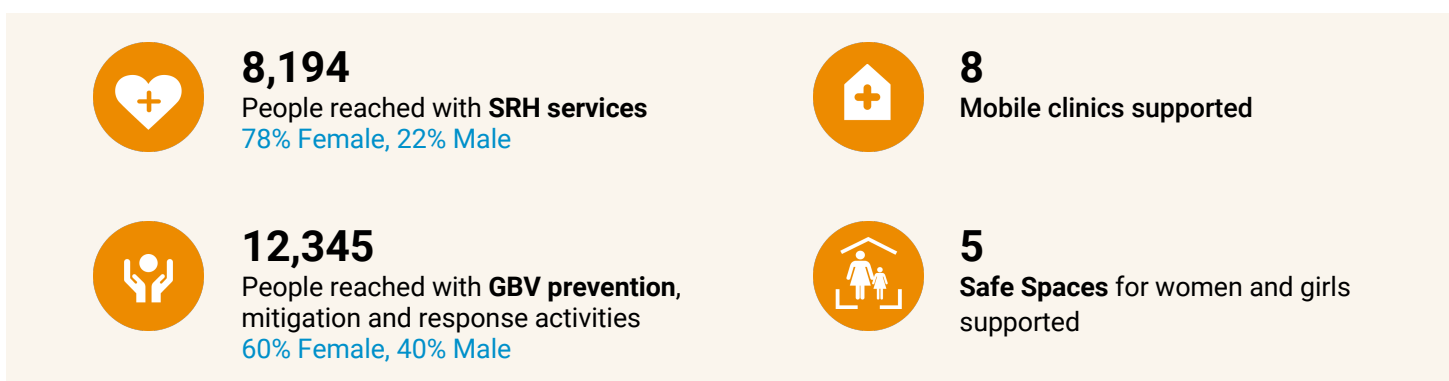 8,194
People reached with SRH services
78% Female, 22% Male
8
Mobile clinics supported
12,345
People reached with GBV prevention,
mitigation and response activities
60% Female, 40% Male
5
Safe Spaces for women and girls
supported